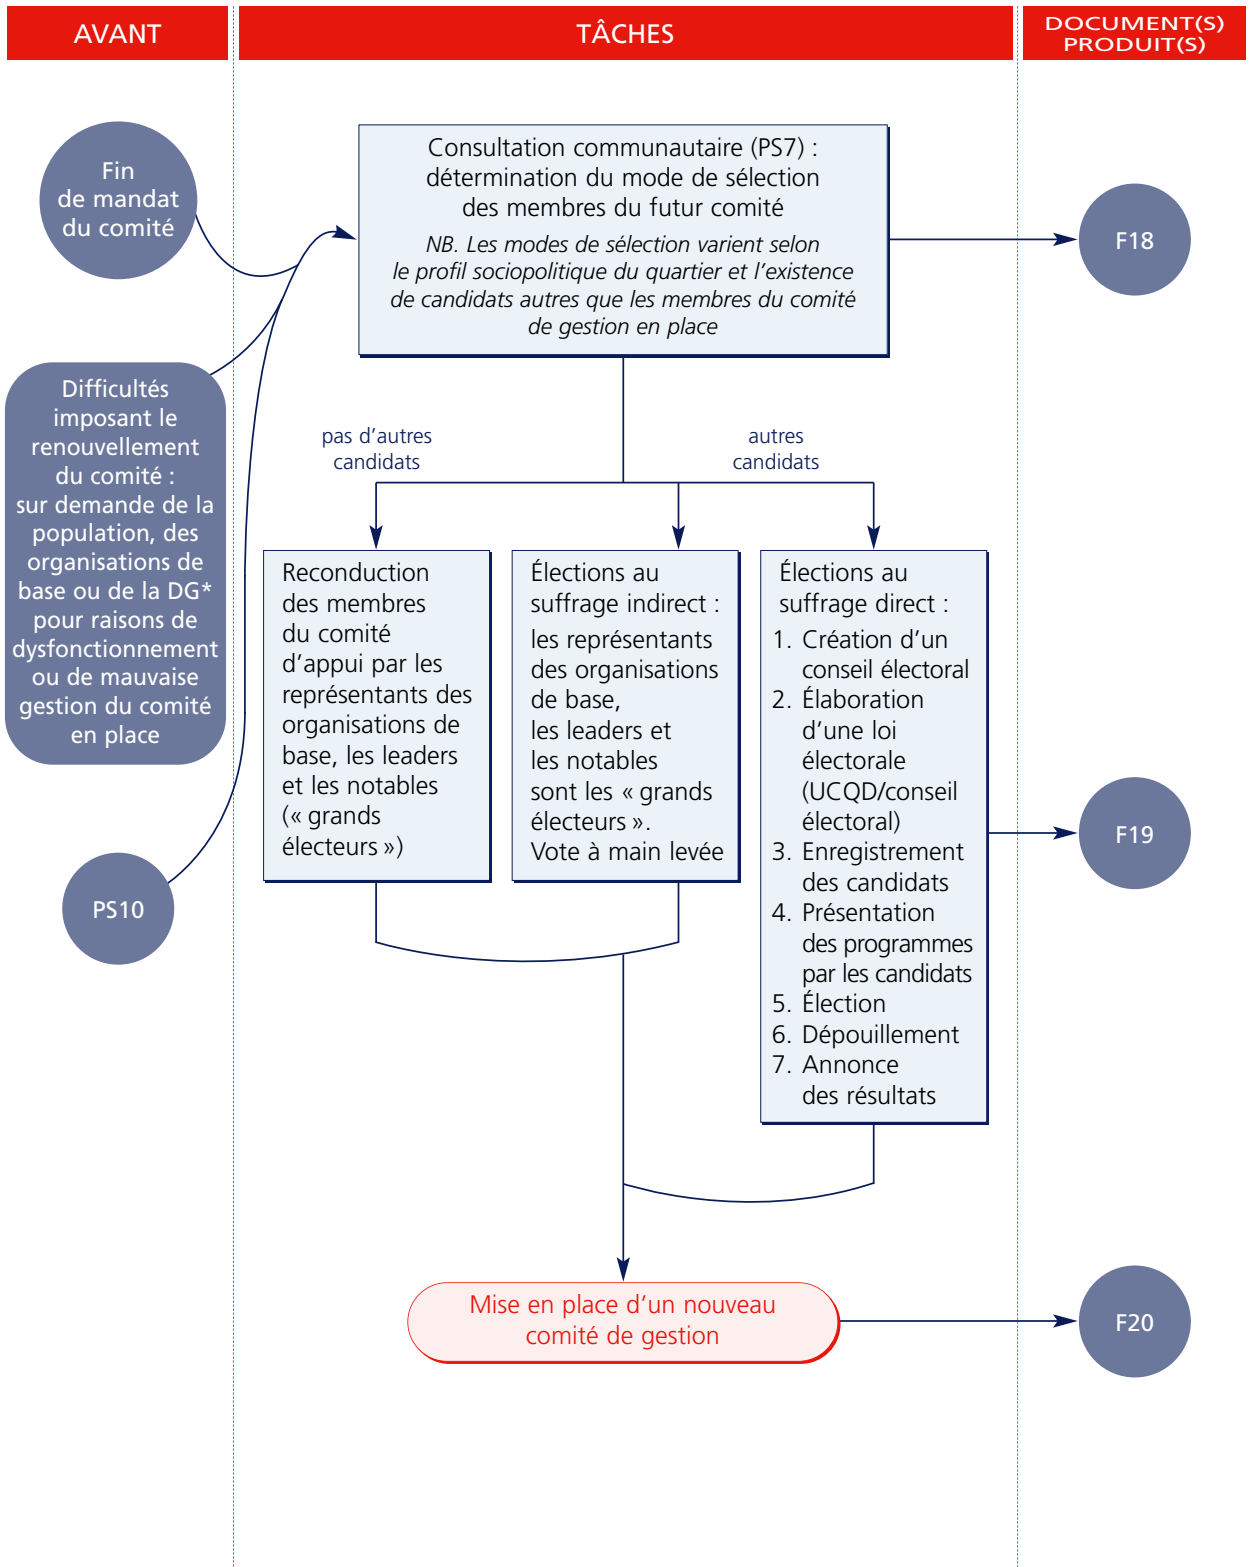 AVANT
TÂCHES
DOCUMENT(S)
PRODUIT(S)
Fin
de mandat
du comité
Consultation communautaire (PS7) :
détermination du mode de sélection
des membres du futur comité
NB. Les modes de sélection varient selon
le profil sociopolitique du quartier et l’existence
de candidats autres que les membres du comité
de gestion en place
F18
Difficultés
imposant le
renouvellement
du comité :
sur demande de la
population, des
organisations de
base ou de la DG*
pour raisons de
dysfonctionnement
ou de mauvaise
gestion du comité
en place
PS10
pas d’autres
candidats
autres
candidats
Reconduction
des membres
du comité
d’appui par les
représentants des
organisations de
base, les leaders
et les notables
(« grands
électeurs »)
Élections au
suffrage indirect :
les représentants
des organisations
de base,
les leaders et
les notables
sont les « grands
électeurs ».
Vote à main levée
Élections au
suffrage direct :
1. Création d’un
conseil électoral
2. Élaboration
d’une loi
électorale
(UCQD/conseil
électoral)
3. Enregistrement
des candidats
4. Présentation
des programmes
par les candidats
5. Élection
6. Dépouillement
7. Annonce
des résultats
F19
Mise en place d’un nouveau
comité de gestion
F20